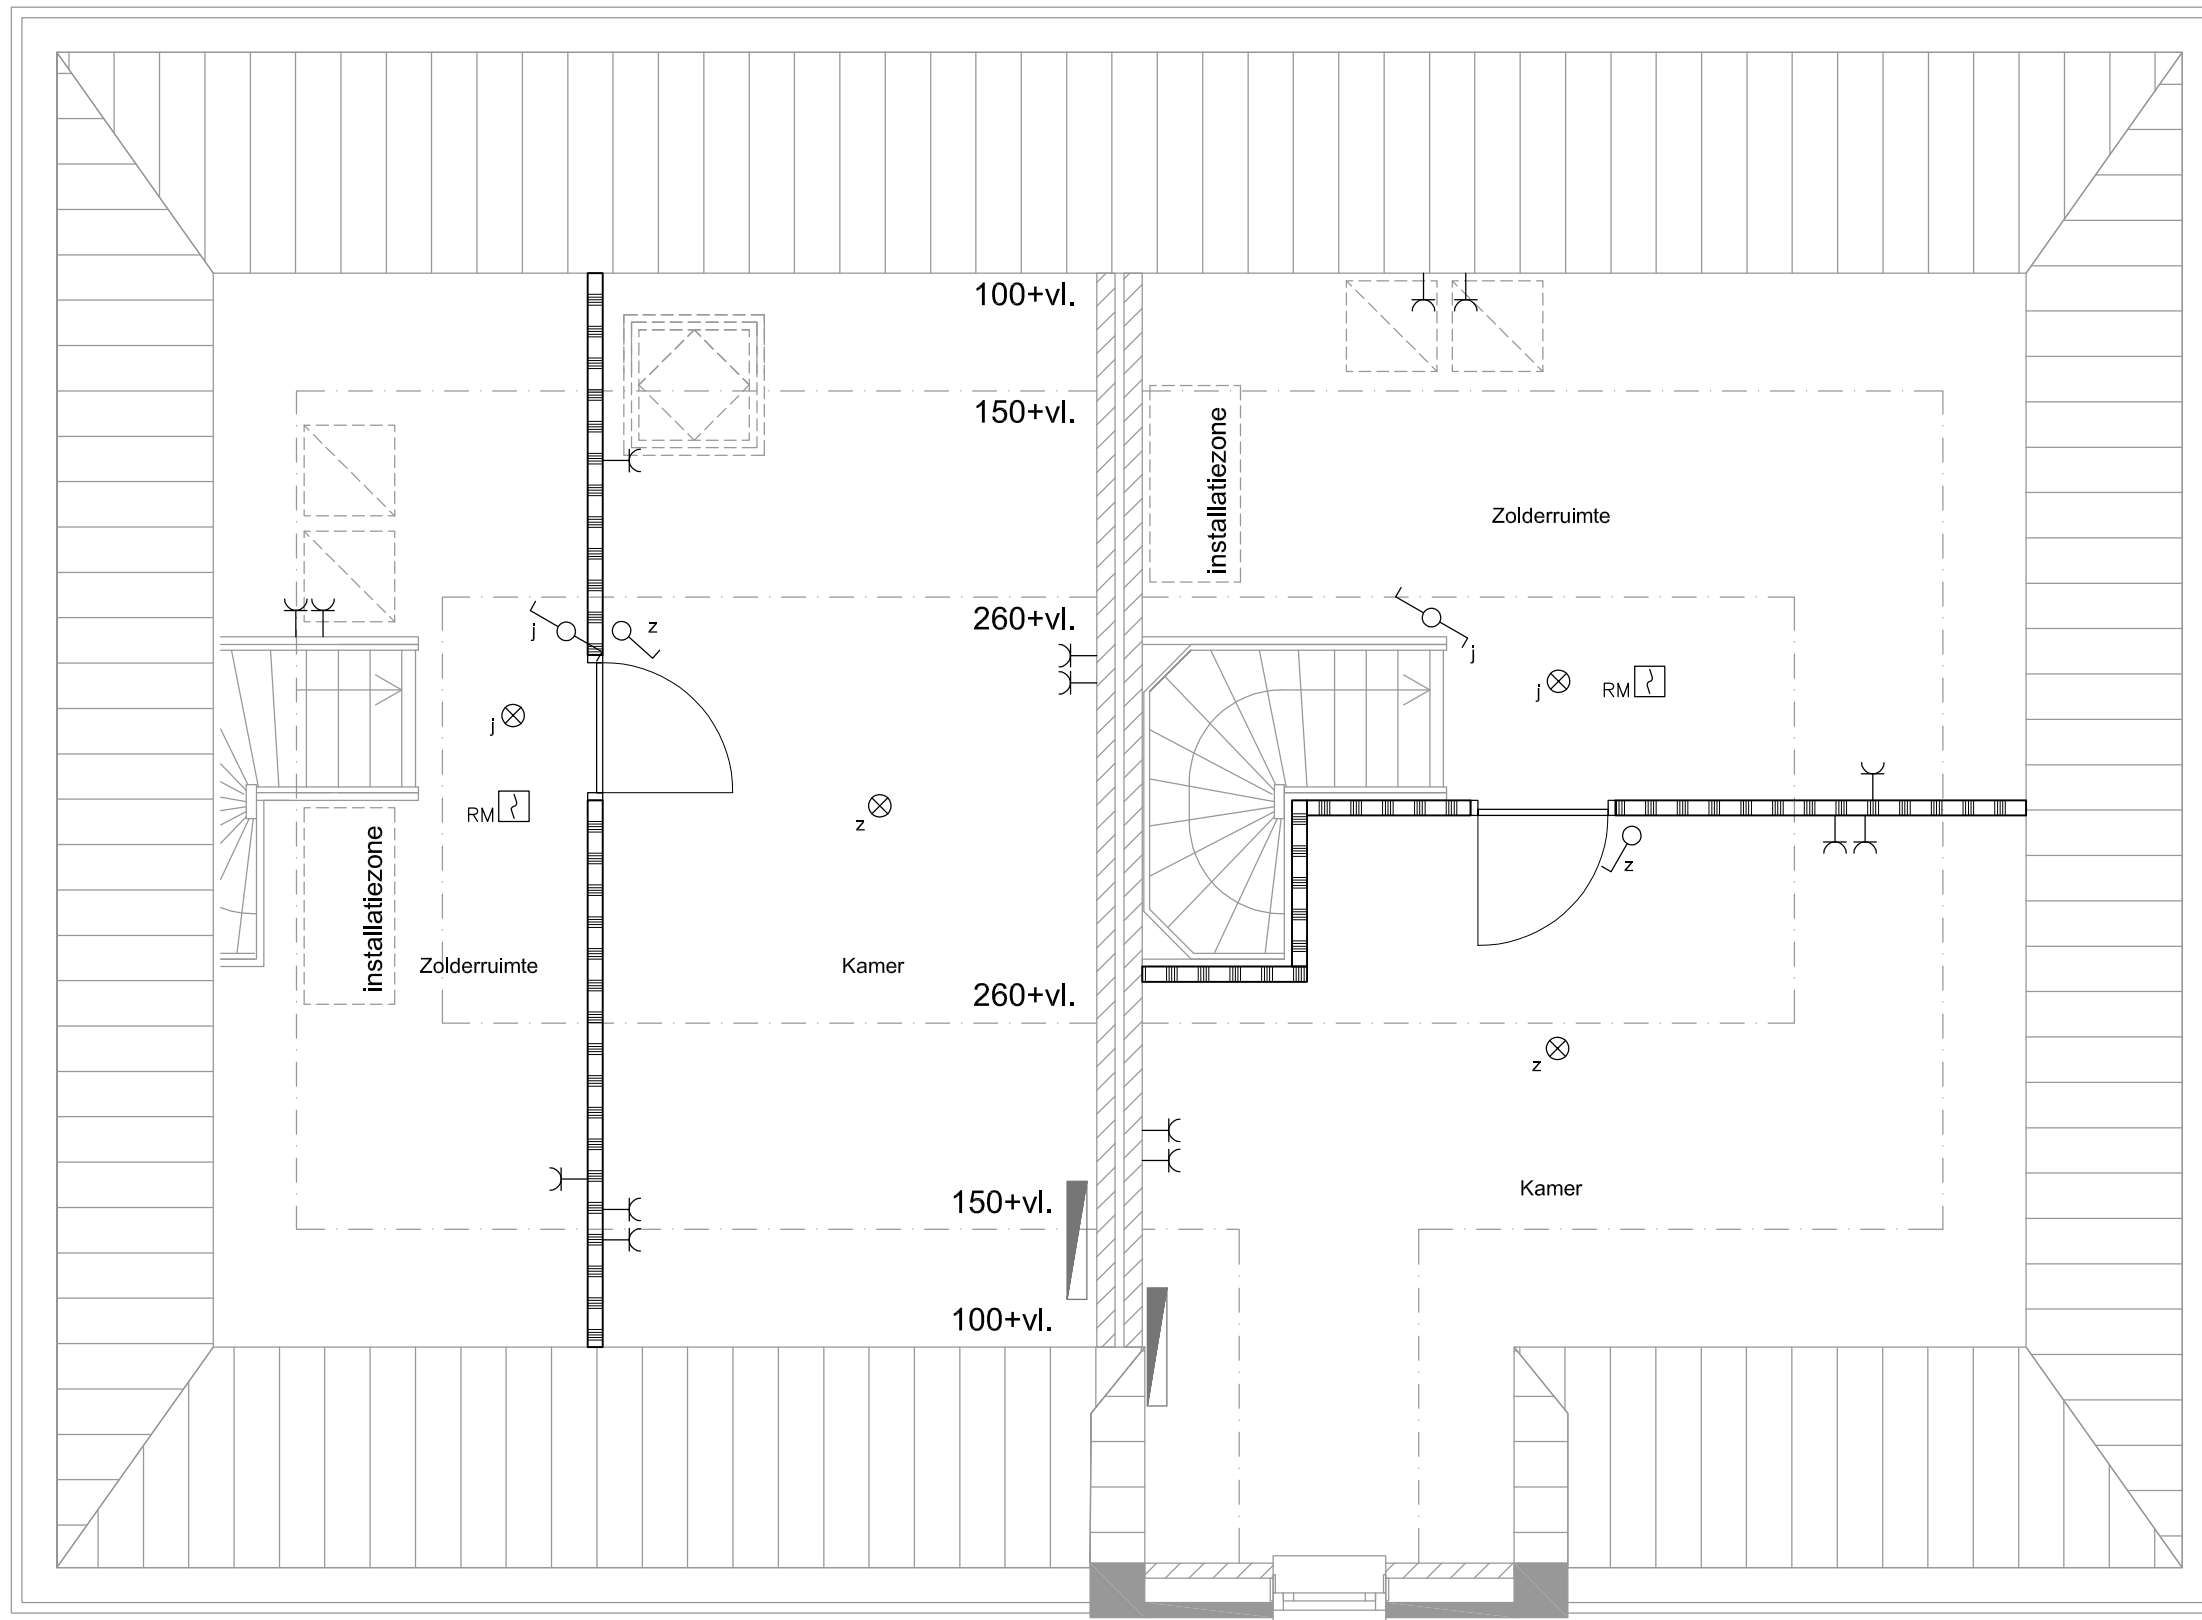 100+vl.
150+vl.
installatiezone
Zolderruimte
260+vl.
j
z
j
j
RM
j
RM
z
z
installatiezone
Zolderruimte
Kamer
260+vl.
z
Kamer
150+vl.
100+vl.